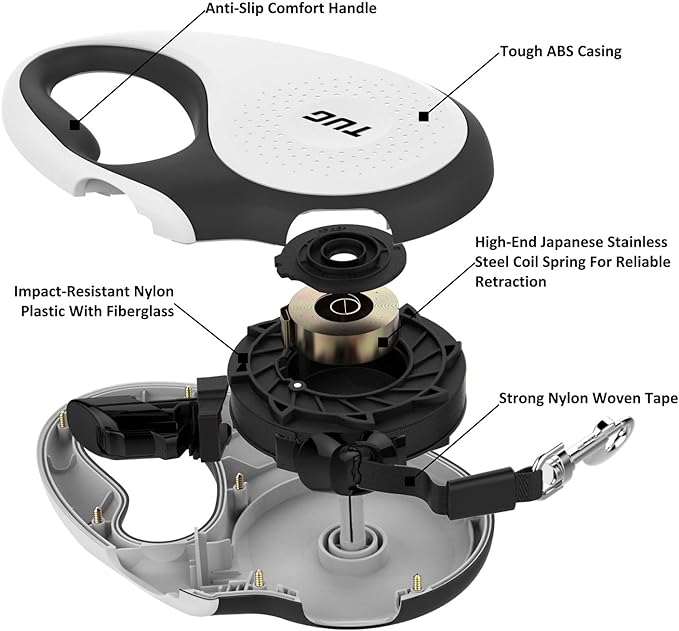 Anti-Slip Comfort Handle
Tough ABS Casing
TUG
High-End Japanese Stainless
Steel Coil Spring For Reliable
Retraction
Impact-Resistant Nylon
Plastic With Fiberglass
Strong Nylon Woven Tape